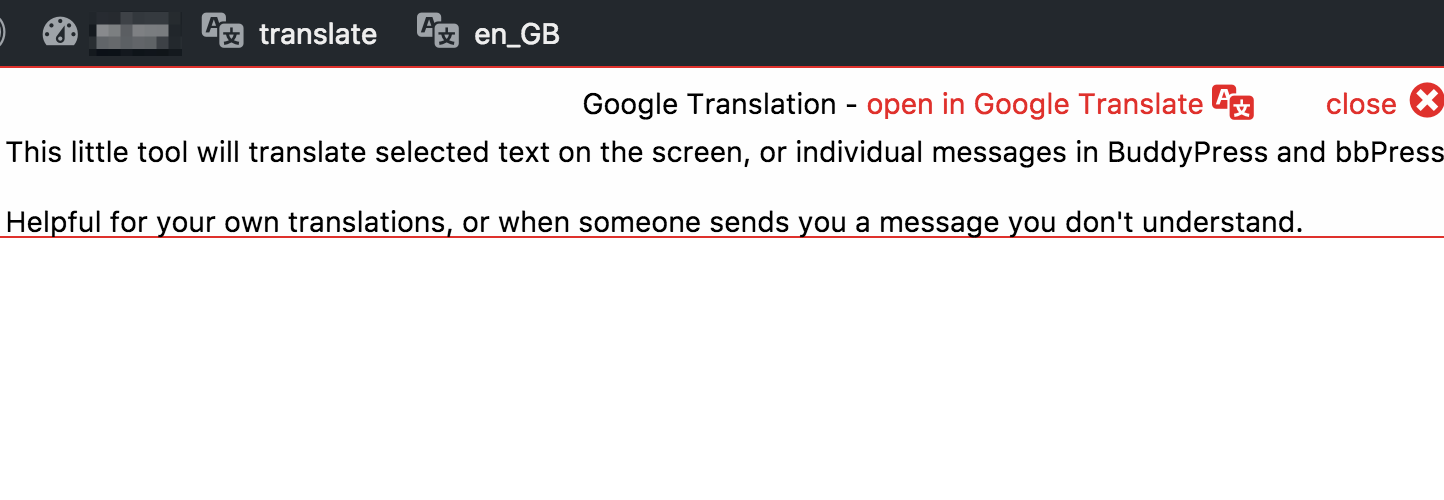 translate en_GB
Google Translation - open in Google Translate close
This little tool will translate selected text on the screen, or individual messages in BuddyPress and bbPress
Helpful for your own translations, or when someone sends you a message you don't understand.